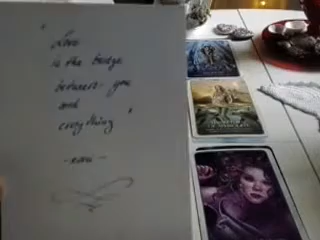 "Love
is the bridge
between you
and
everything"
-rumi-